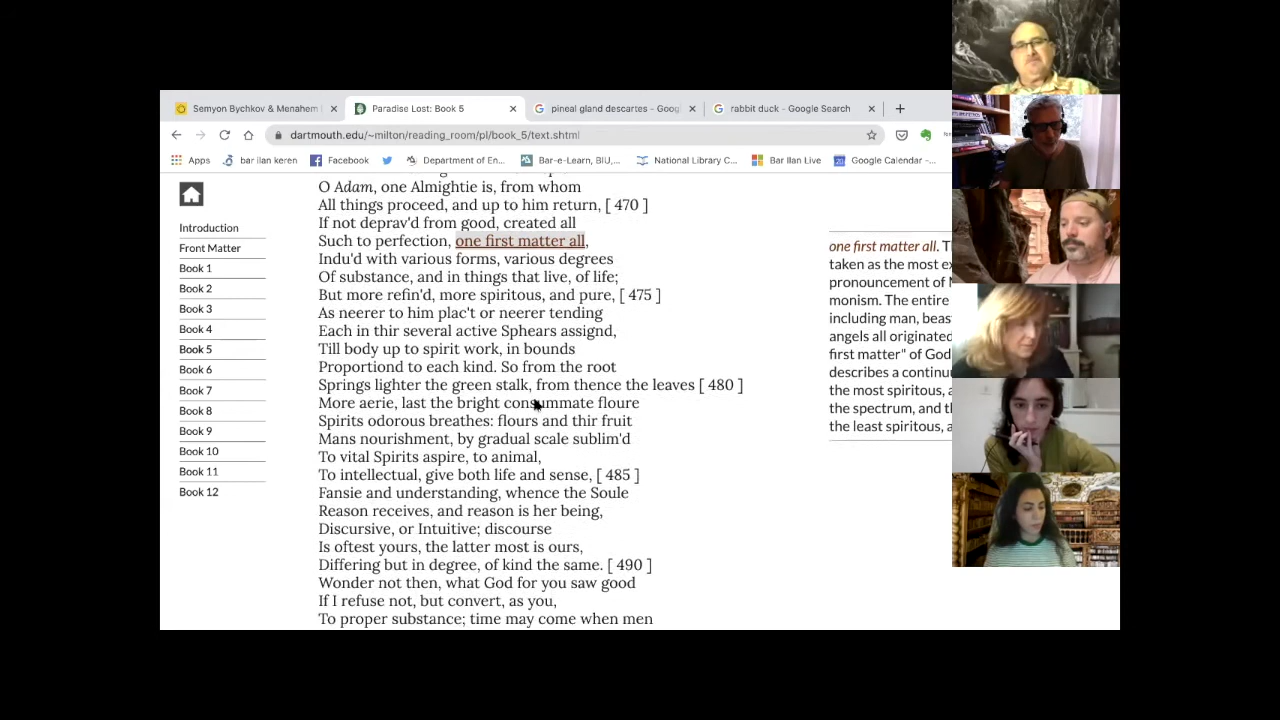 Semyon Bychkov & Menahem
Paradise Lost: Book 5
pineal gland descartes - Goog
rabbit duck - Google Search
dartmouth.edu/~milton/reading_room/pl/book_5/text.shtml
Apps
bar ilan keren
Facebook
Department of En...
Bar-e-Learn, BIU,...
National Library C...
Bar Ilan Live
Google Calendar -...
Introduction
Front Matter
Book 1
Book 2
Book 3
Book 4
Book 5
Book 6
Book 7
Book 8
Book 9
Book 10
Book 11
Book 12
O Adam, one Almightie is, from whom
All things proceed, and up to him return, [ 470 ]
If not deprav'd from good, created all
Such to perfection, one first matter all,
Indu'd with various forms, various degrees
Of substance, and in things that live, of life;
But more refin'd, more spiritous, and pure, [ 475 ]
As neerer to him plac't or neerer tending
Each in thir several active Sphears assignd,
Till body up to spirit work, in bounds
Proportiond to each kind. So from the root
Springs lighter the green stalk, from thence the leaves [ 480 ]
More aerie, last the bright consummate floure
Spirits odorous breathes: flours and thir fruit
Mans nourishment, by gradual scale sublim'd
To vital Spirits aspire, to animal,
To intellectual, give both life and sense, [ 485 ]
Fansie and understanding, whence the Soule
Reason receives, and reason is her being,
Discursive, or Intuitive; discourse
Is oftest yours, the latter most is ours,
Differing but in degree, of kind the same. [ 490 ]
Wonder not then, what God for you saw good
If I refuse not, but convert, as you,
To proper substance; time may come when men
one first matter all. T
taken as the most ex
pronouncement of M
monism. The entire
including man, beas
angels all originated
first matter" of God
describes a continu
the most spiritous, a
the spectrum, and th
the least spiritous, a